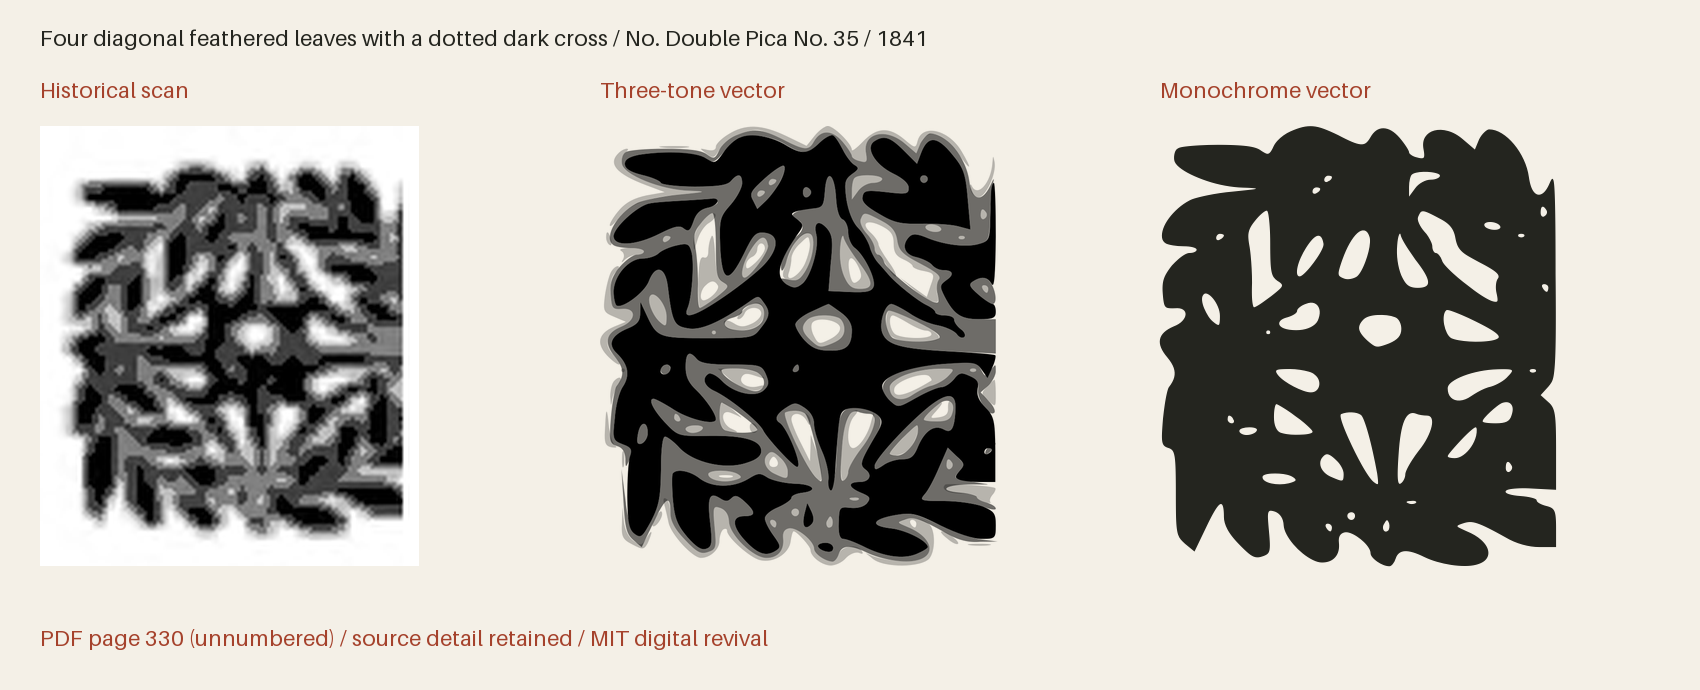 Four diagonal feathered leaves with a dotted dark cross / No. Double Pica No. 35 / 1841
Historical scan
Three-tone vector
Monochrome vector
PDF page 330 (unnumbered) / source detail retained / MIT digital revival